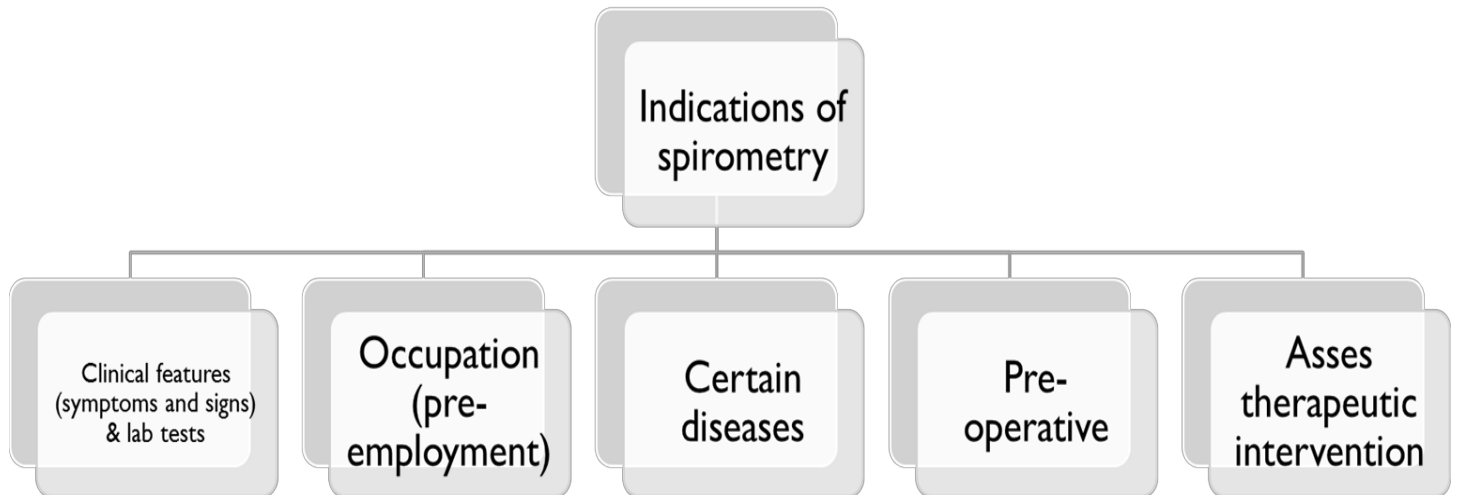 Indications of
spirometry
Clinical features
(symptoms and signs)
& lab tests
Occupation
(pre-
employment)
Certain
diseases
Pre-
operative
Asses
therapeutic
intervention